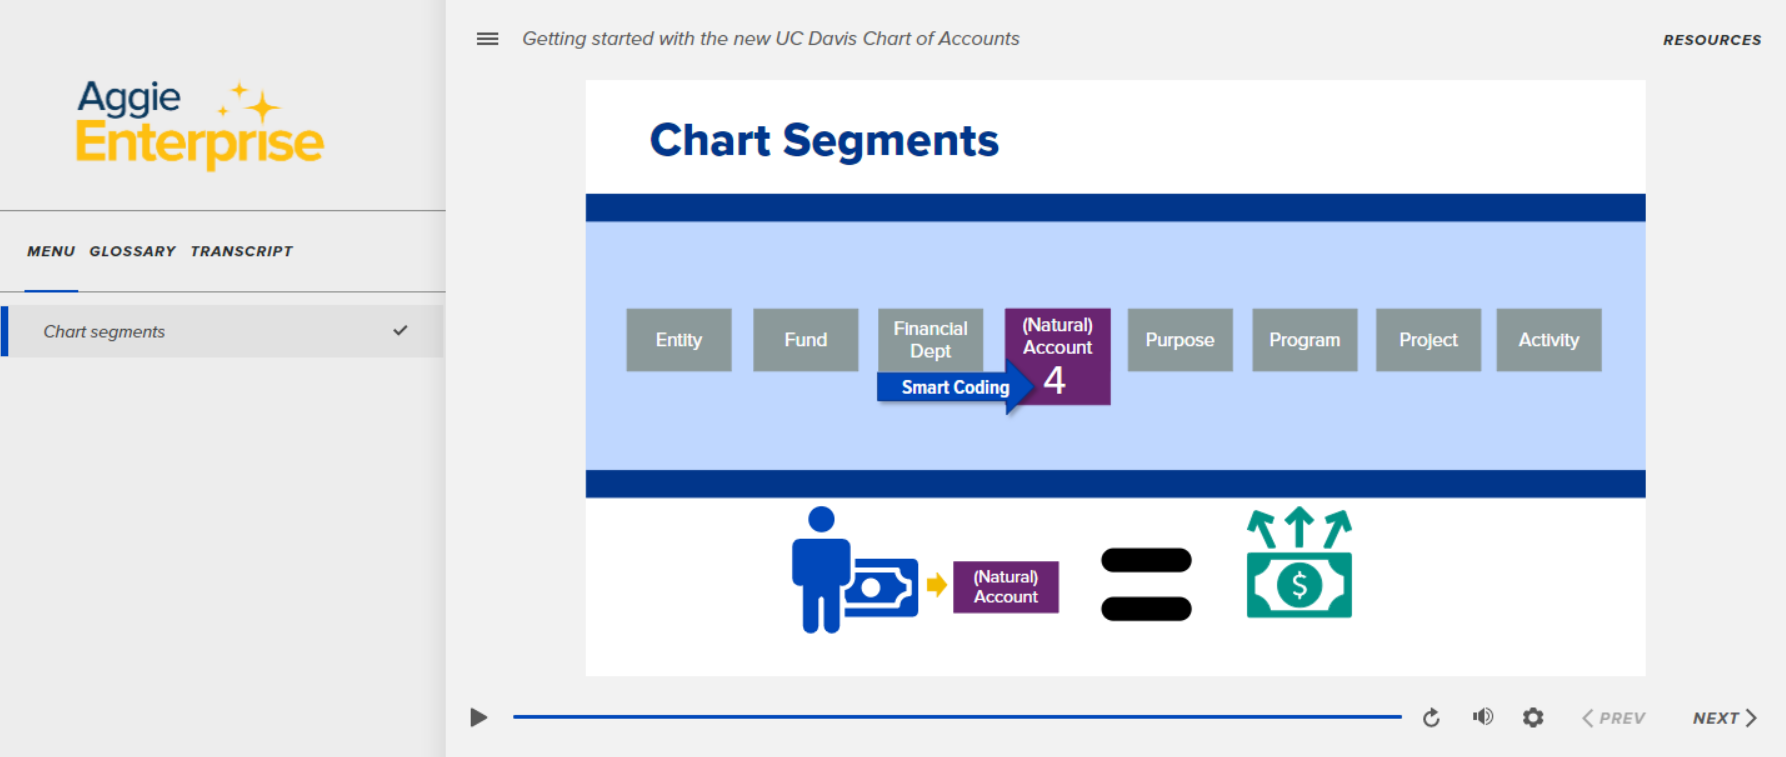 Aggie
Enterprise
MENU GLOSSARY TRANSCRIPT
Chart segments
Getting started with the new UC Davis Chart of Accounts
RESOURCES
Chart Segments
Entity
Fund
Financial
Dept
(Natural)
Account
4
Smart Coding
Purpose
Program
Project
Activity
(Natural)
Account
$
PREV
NEXT